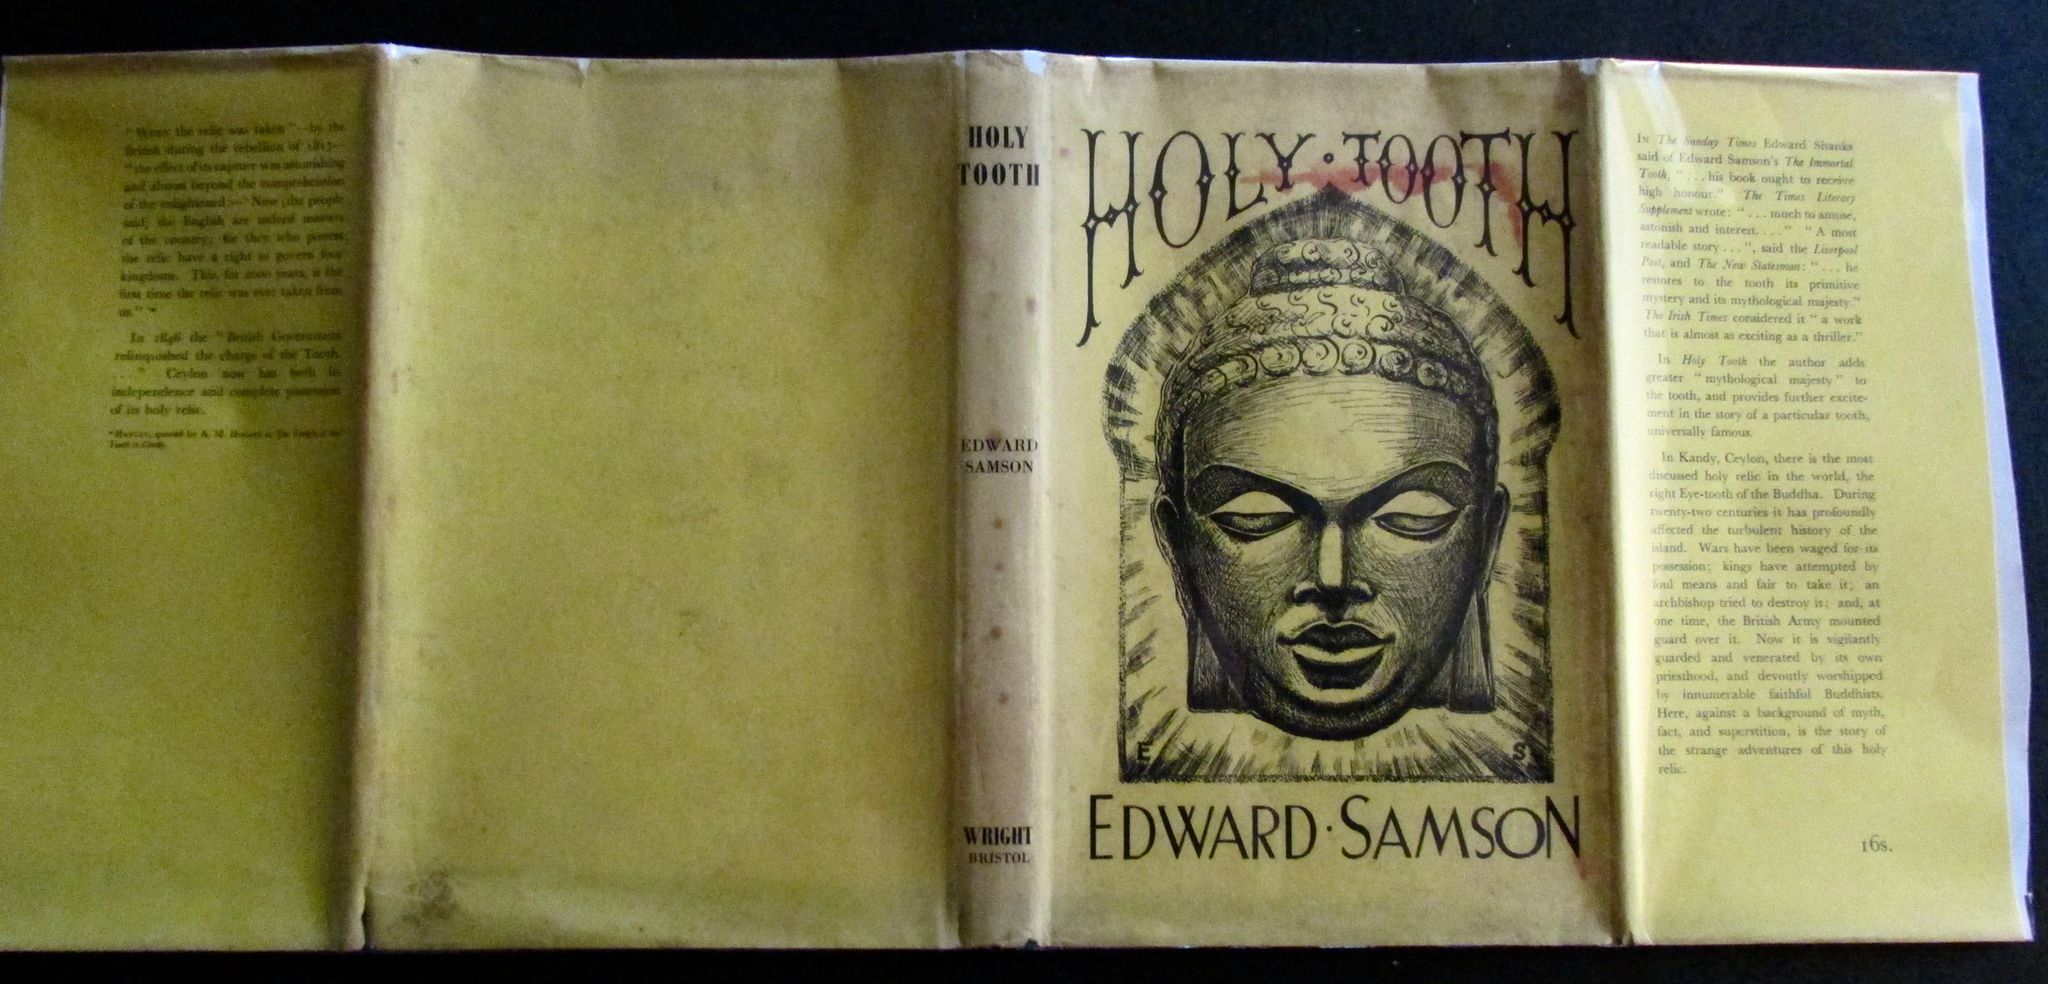 "WHEN the relic was taken"—by the
British during the rebellion of 1817—
"the effect of its capture was astonishing
and almost beyond the comprehension
of the enlightened:—'Now (the people
said) the English are indeed masters
of the country; for they who possess
the relic have a right to govern four
kingdoms. This, for 2000 years, is the
first time the relic was ever taken from
us.'" *
In 1846 the "British Government
relinquished the charge of the Tooth.
. . . " Ceylon now has both its
independence and complete possession
of its holy relic.
quoted by A. M. Hocart in The Temple of the
Tooth in Kandy.
HOLY
TOOTH
EDWARD
SAMSON
WRIGHT
BRISTOL
HOLY · TOOTH
E S
EDWARD · SAMSON
IN The Sunday Times Edward Shanks
said of Edward Samson's The Immortal
Tooth, ". . . his book ought to receive
high honour." The Times Literary
Supplement wrote: ". . . much to amuse,
astonish and interest. . . ." "A most
readable story . . .", said the Liverpool
Post, and The New Statesman: ". . . he
restores to the tooth its primitive
mystery and its mythological majesty."
The Irish Times considered it "a work
that is almost as exciting as a thriller."
In Holy Tooth the author adds
greater "mythological majesty" to
the tooth, and provides further excite-
ment in the story of a particular tooth,
universally famous.
In Kandy, Ceylon, there is the most
discussed holy relic in the world, the
right Eye-tooth of the Buddha. During
twenty-two centuries it has profoundly
affected the turbulent history of the
island. Wars have been waged for its
possession: kings have attempted by
foul means and fair to take it; an
archbishop tried to destroy it; and, at
one time, the British Army mounted
guard over it. Now it is vigilantly
guarded and venerated by its own
priesthood, and devoutly worshipped
by innumerable faithful Buddhists.
Here, against a background of myth,
fact, and superstition, is the story of
the strange adventures of this holy
relic.
16s.